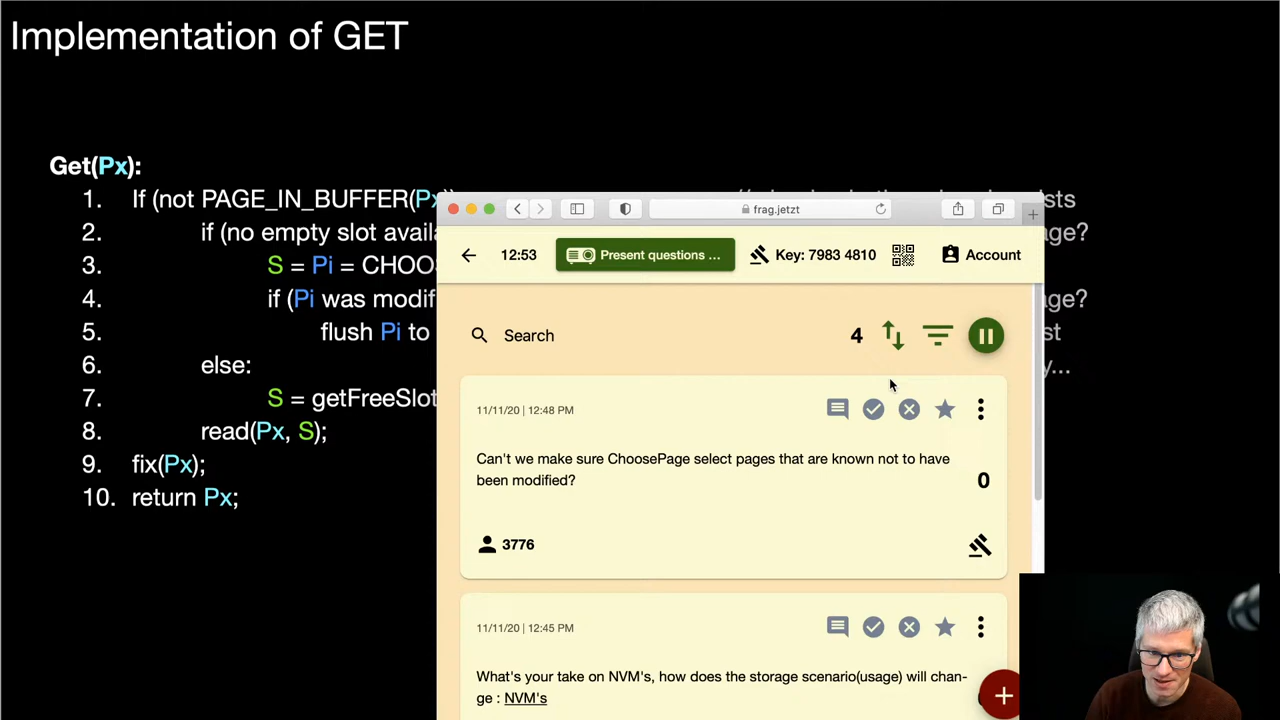 Implementation of GET
Get(Px):
1. If (not PAGE_IN_BUFFER(Px
2. if (no empty slot availa
3. S = Pi = CHOOS
4. if (Pi was modif
5. flush Pi to
6. else:
7. S = getFreeSlot
8. read(Px, S);
9. fix(Px);
10. return Px;
frag.jetzt
12:53
Present questions ...
Key: 7983 4810
Account
Search
4
11/11/20 | 12:48 PM
Can't we make sure ChoosePage select pages that are known not to have
been modified?
0
3776
11/11/20 | 12:45 PM
What's your take on NVM's, how does the storage scenario(usage) will chan-
ge : NVM's